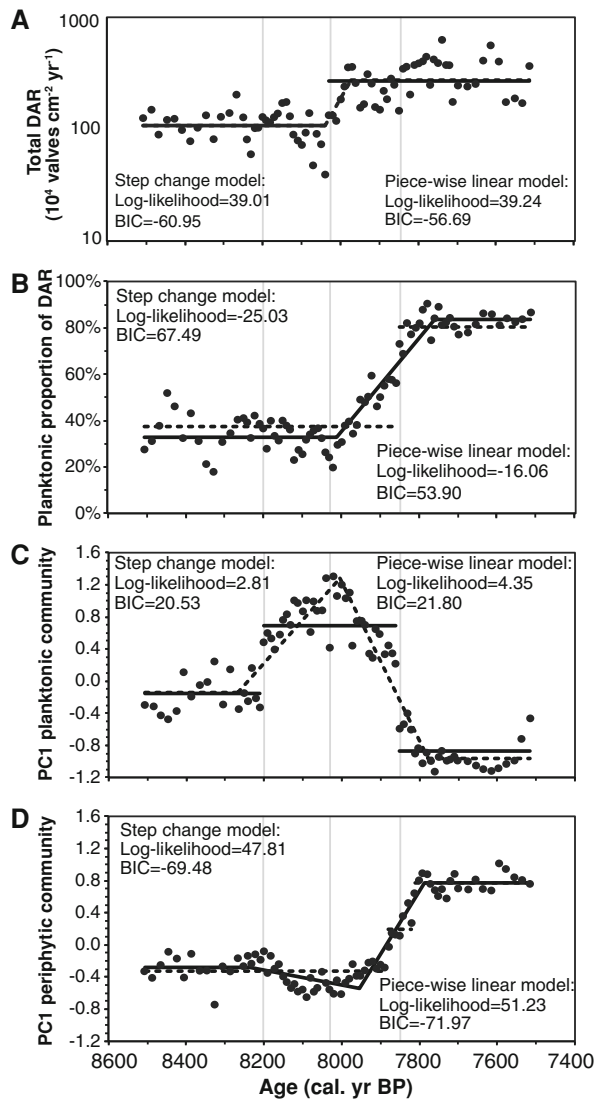 A
Total DAR
(10⁴ valves cm⁻² yr⁻¹)
1000
100
10
Step change model:
Log-likelihood=39.01
BIC=-60.95
Piece-wise linear model:
Log-likelihood=39.24
BIC=-56.69
B
Planktonic proportion of DAR
100%
80%
60%
40%
20%
0%
Step change model:
Log-likelihood=-25.03
BIC=67.49
Piecewise linear model:
Log-likelihood=-16.06
BIC=53.90
C
PC1 planktonic community
1.6
1.2
0.8
0.4
0.0
-0.4
-0.8
-1.2
Step change model:
Log-likelihood=2.81
BIC=20.53
Piece-wise linear model:
Log-likelihood=4.35
BIC=21.80
D
PC1 periphytic community
1.6
1.2
0.8
0.4
0.0
-0.4
-0.8
-1.2
Step change model:
Log-likelihood=47.81
BIC=-69.48
Piece-wise linear model:
Log-likelihood=51.23
BIC=-71.97
8600 8400 8200 8000 7800 7600 7400
Age (cal. yr BP)